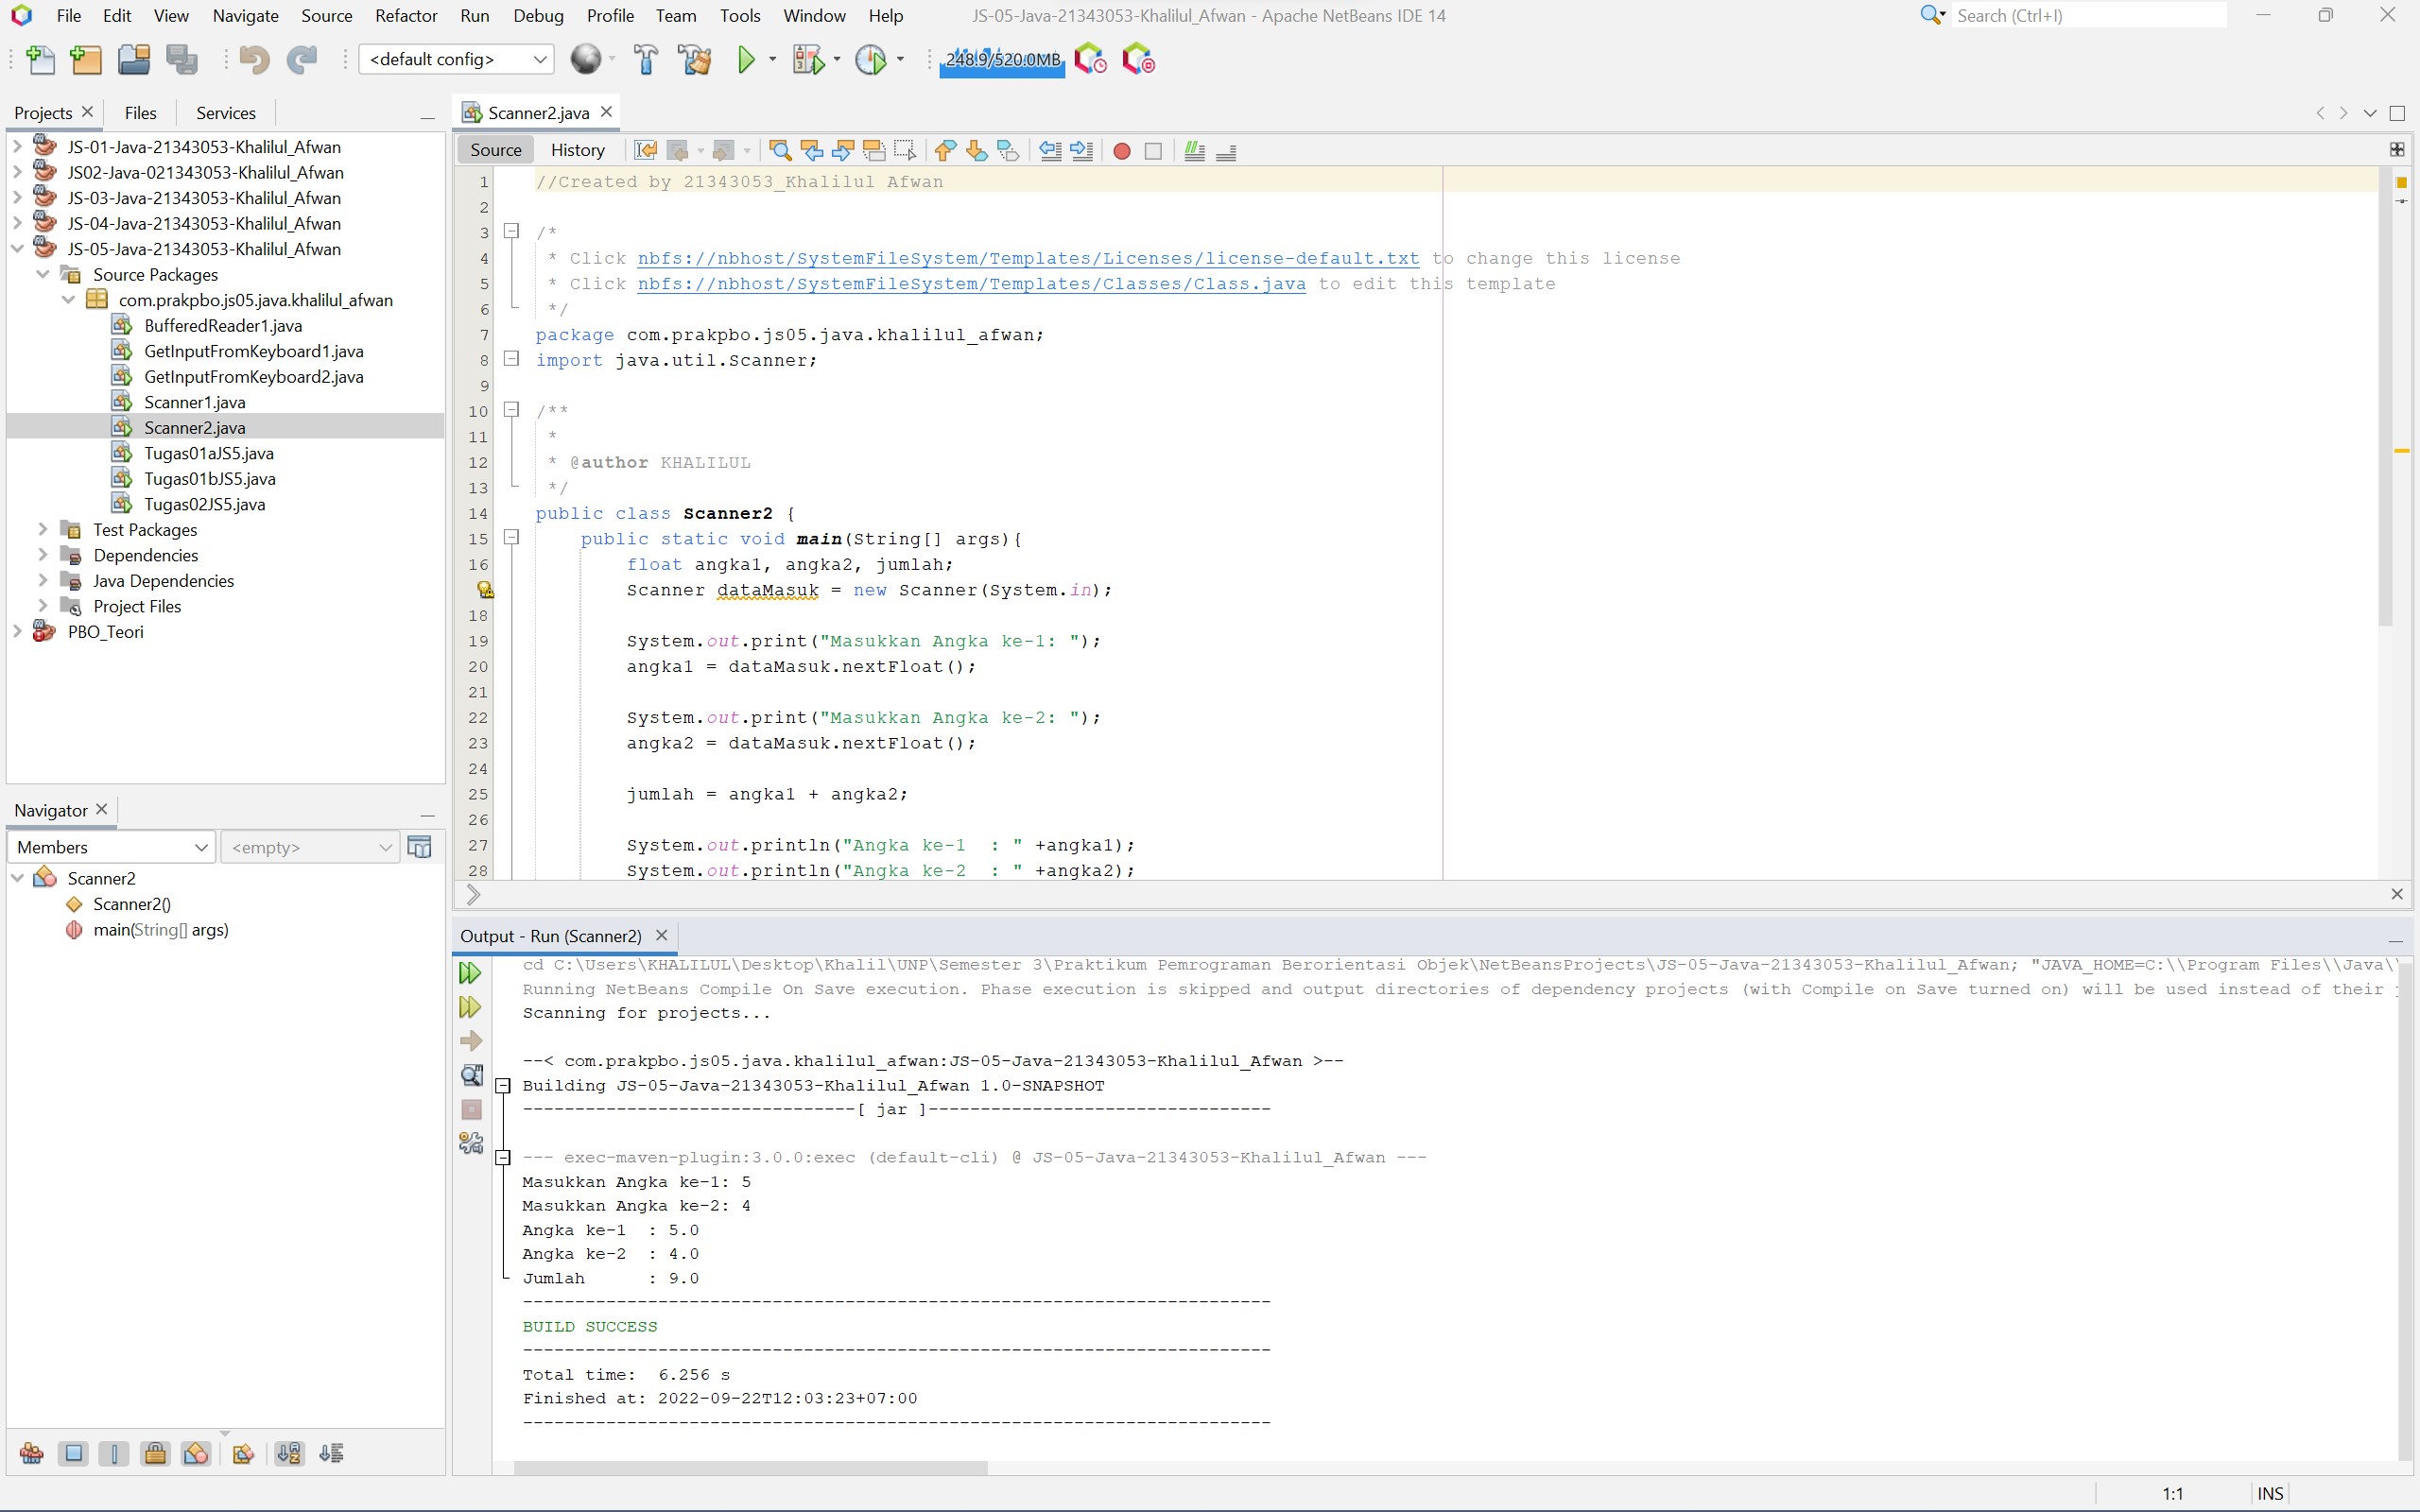 File Edit View Navigate Source Refactor Run Debug Profile Team Tools Window Help JS-05-Java-21343053-Khalilul_Afwan - Apache NetBeans IDE 14 Search (Ctrl+I)
<default config> 248.9/520.0MB
Projects Files Services
JS-01-Java-21343053-Khalilul_Afwan
JS02-Java-021343053-Khalilul_Afwan
JS-03-Java-21343053-Khalilul_Afwan
JS-04-Java-21343053-Khalilul_Afwan
JS-05-Java-21343053-Khalilul_Afwan
Source Packages
com.prakpbo.js05.java.khalilul_afwan
BufferedReader1.java
GetInputFromKeyboard1.java
GetInputFromKeyboard2.java
Scanner1.java
Scanner2.java
Tugas01aJS5.java
Tugas01bJS5.java
Tugas02JS5.java
Test Packages
Dependencies
Java Dependencies
Project Files
PBO_Teori
Navigator
Members <empty>
Scanner2
Scanner2()
main(String[] args)
Scanner2.java
Source History
1 //Created by 21343053_Khalilul Afwan
2
3 /*
4 * Click nbfs://nbhost/SystemFileSystem/Templates/Licenses/license-default.txt to change this license
5 * Click nbfs://nbhost/SystemFileSystem/Templates/Classes/Class.java to edit this template
6 */
7 package com.prakpbo.js05.java.khalilul_afwan;
8 import java.util.Scanner;
9
10 /**
11 *
12 * @author KHALILUL
13 */
14 public class Scanner2 {
15 public static void main(String[] args){
16 float angka1, angka2, jumlah;
Scanner dataMasuk = new Scanner(System.in);
18
19 System.out.print("Masukkan Angka ke-1: ");
20 angka1 = dataMasuk.nextFloat();
21
22 System.out.print("Masukkan Angka ke-2: ");
23 angka2 = dataMasuk.nextFloat();
24
25 jumlah = angka1 + angka2;
26
27 System.out.println("Angka ke-1  : " +angka1);
28 System.out.println("Angka ke-2  : " +angka2);
Output - Run (Scanner2)
cd C:\Users\KHALILUL\Desktop\Khalil\UNP\Semester 3\Praktikum Pemrograman Berorientasi Objek\NetBeansProjects\JS-05-Java-21343053-Khalilul_Afwan; "JAVA_HOME=C:\\Program Files\\Java\\
Running NetBeans Compile On Save execution. Phase execution is skipped and output directories of dependency projects (with Compile on Save turned on) will be used instead of their
Scanning for projects...
--< com.prakpbo.js05.java.khalilul_afwan:JS-05-Java-21343053-Khalilul_Afwan >--
Building JS-05-Java-21343053-Khalilul_Afwan 1.0-SNAPSHOT
--------------------------------[ jar ]---------------------------------
--- exec-maven-plugin:3.0.0:exec (default-cli) @ JS-05-Java-21343053-Khalilul_Afwan ---
Masukkan Angka ke-1: 5
Masukkan Angka ke-2: 4
Angka ke-1  : 5.0
Angka ke-2  : 4.0
Jumlah      : 9.0
------------------------------------------------------------------------
BUILD SUCCESS
------------------------------------------------------------------------
Total time:  6.256 s
Finished at: 2022-09-22T12:03:23+07:00
------------------------------------------------------------------------
1:1 INS